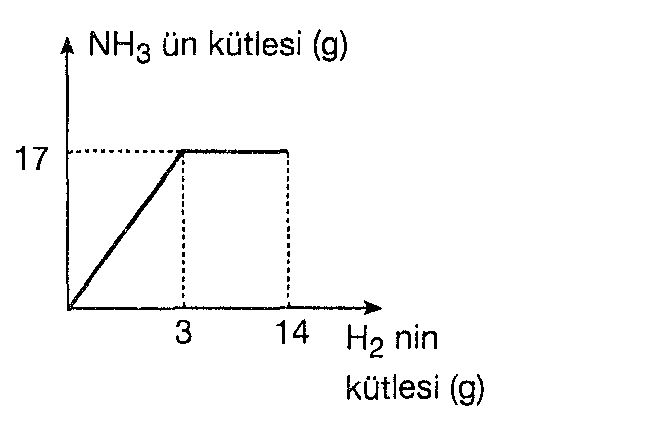 NH₃ ün kütlesi (g)
17
3
14
H₂ nin
kütlesi (g)